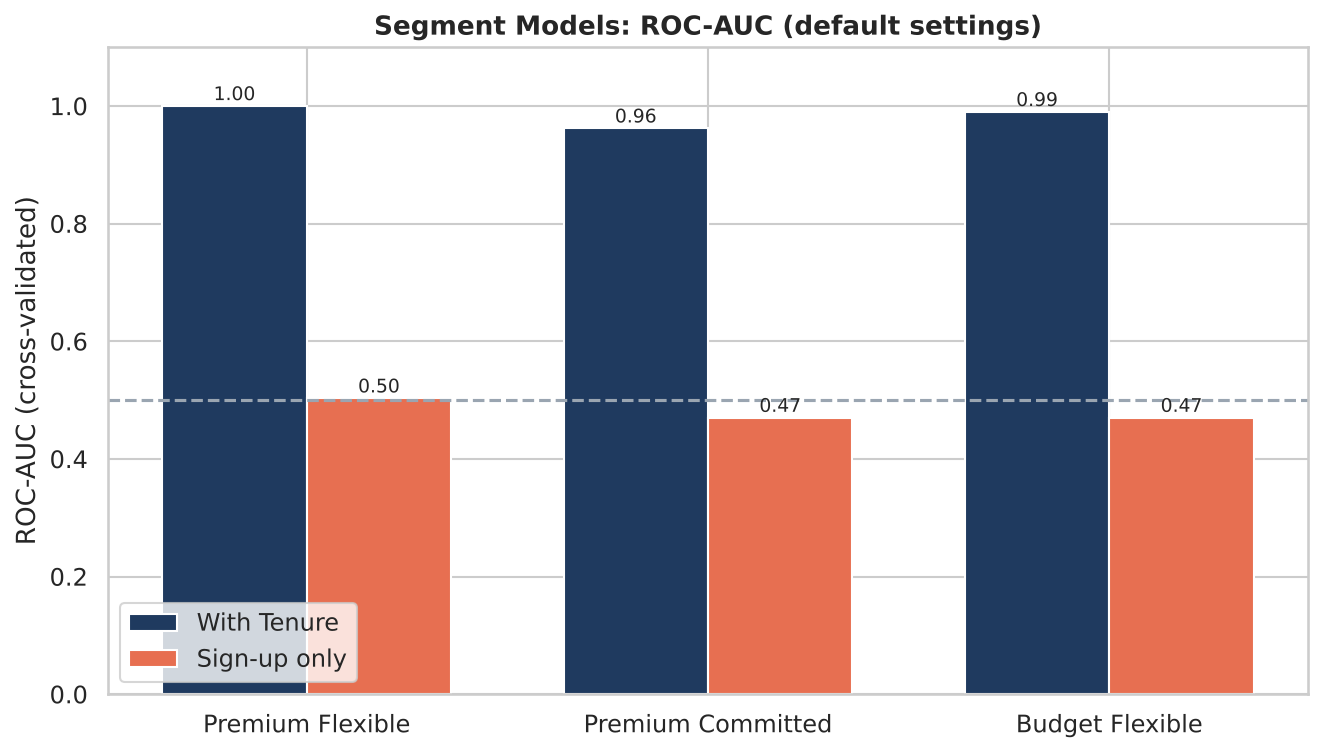 Segment Models: ROC-AUC (default settings)
ROC-AUC (cross-validated)
1.0
0.8
0.6
0.4
0.2
0.0
1.00
0.50
0.96
0.47
0.99
0.47
With Tenure
Sign-up only
Premium Flexible
Premium Committed
Budget Flexible